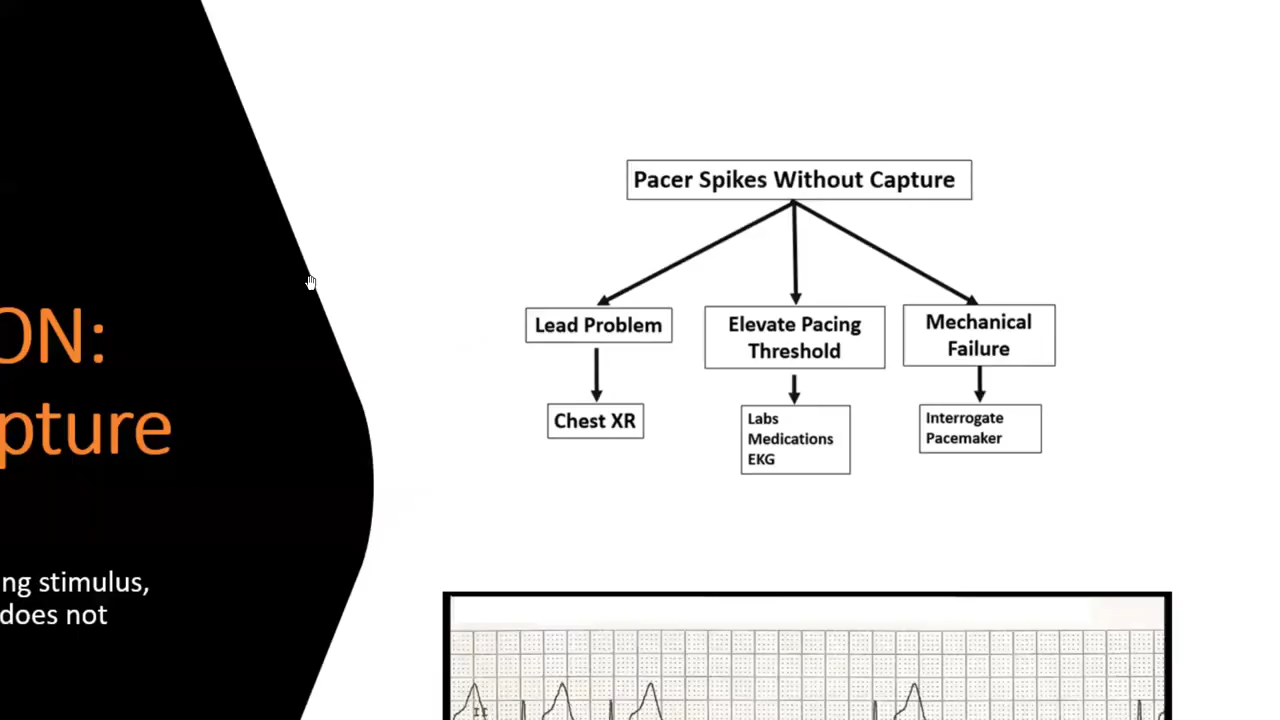 ON:
pture
ng stimulus,
does not
Pacer Spikes Without Capture
Lead Problem
Elevate Pacing
Threshold
Mechanical
Failure
Chest XR
Labs
Medications
EKG
Interrogate
Pacemaker
II